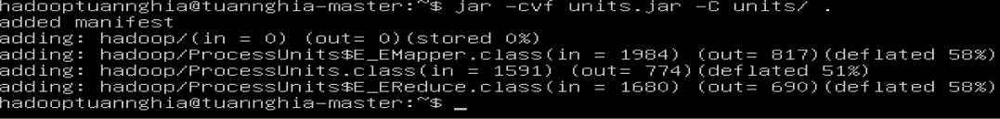 hadooptuannghia@tuannghia-master:~$ jar -cvf units.jar -C units/ .
added manifest
adding: hadoop/(in = 0) (out= 0)(stored 0%)
adding: hadoop/ProcessUnits$E_EMapper.class(in = 1984) (out= 817)(deflated 58%)
adding: hadoop/ProcessUnits.class(in = 1591) (out= 774)(deflated 51%)
adding: hadoop/ProcessUnits$E_EReduce.class(in = 1680) (out= 690)(deflated 58%)
hadooptuannghia@tuannghia-master:~$ _